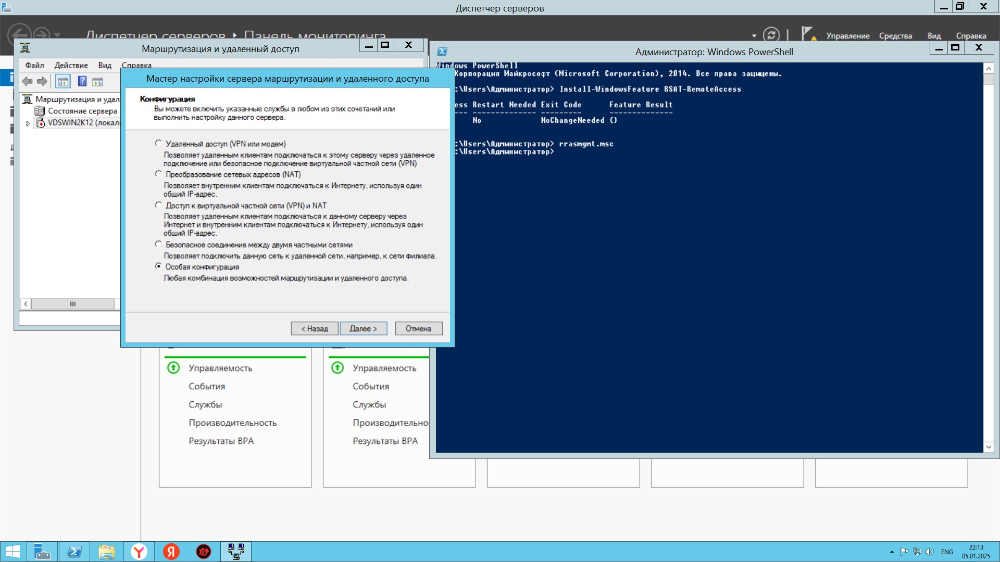 Диспетчер серверов
Диспетчер серверов ‣ Панель мониторинга
Управление Средства Вид Справка
Маршрутизация и удаленный доступ
Файл Действие Вид Справка
Маршрутизация и удал
Состояние сервера
VDSWIN2K12 (локаль
Мастер настройки сервера маршрутизации и удаленного доступа
Конфигурация
Вы можете включить указанные службы в любом из этих сочетаний или
выполнить настройку данного сервера.
Удаленный доступ (VPN или модем)
Позволяет удаленным клиентам подключаться к этому серверу через удаленное
подключение или безопасное подключение виртуальной частной сети (VPN)
Преобразование сетевых адресов (NAT)
Позволяет внутренним клиентам подключаться к Интернету, используя один
общий IP-адрес.
Доступ к виртуальной частной сети (VPN) и NAT
Позволяет удаленным клиентам подключаться к данному серверу через
Интернет и внутренним клиентам подключаться к Интернету, используя один
общий IP-адрес.
Безопасное соединение между двумя частными сетями
Позволяет подключить данную сеть к удаленной сети, например, к сети филиала.
Особая конфигурация
Любая комбинация возможностей маршрутизации и удаленного доступа.
< Назад Далее > Отмена
Администратор: Windows PowerShell
Windows PowerShell
Корпорация Майкрософт (Microsoft Corporation), 2014. Все права защищены.
:\Users\Администратор> Install-WindowsFeature RSAT-RemoteAccess
ess Restart Needed Exit Code Feature Result
--- -------------- --------- --------------
No NoChangeNeeded {}
:\Users\Администратор> rrasmgmt.msc
:\Users\Администратор>
Управляемость
События
Службы
Производительность
Результаты BPA
Управляемость
События
Службы
Производительно
Результаты BPA
ENG
22:13
05.01.2025